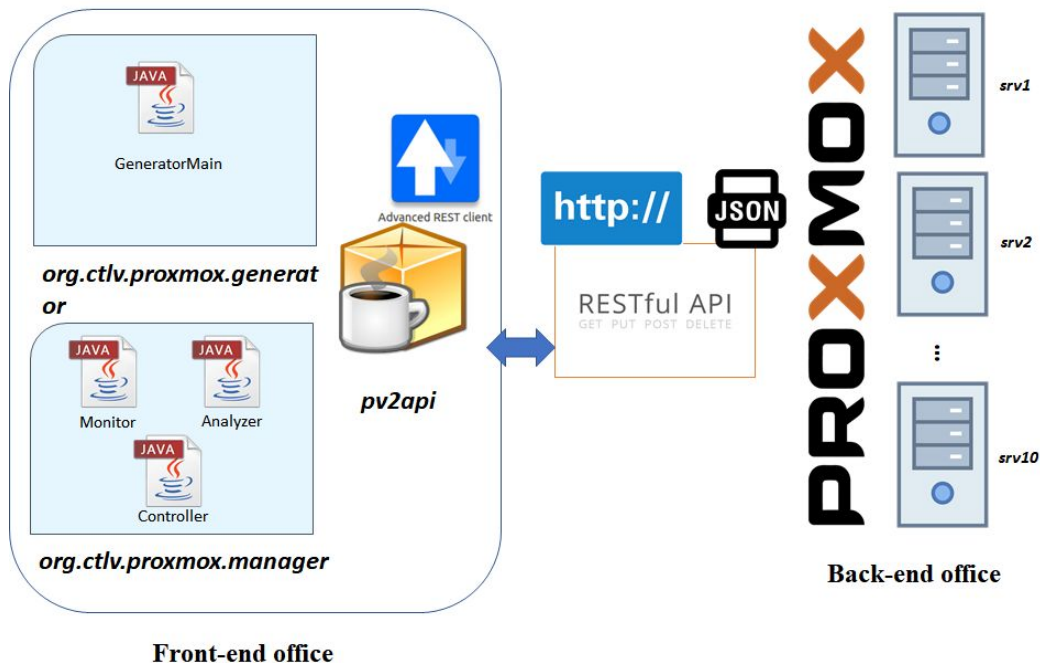 JAVA
GeneratorMain
org.ctlv.proxmox.generat
or
JAVA
JAVA
Monitor
Analyzer
JAVA
Controller
org.ctlv.proxmox.manager
Advanced REST client
pv2api
Front-end office
http://
JSON
RESTful API
GET PUT POST DELETE
PROXMOX
srv1
srv2
...
srv10
Back-end office